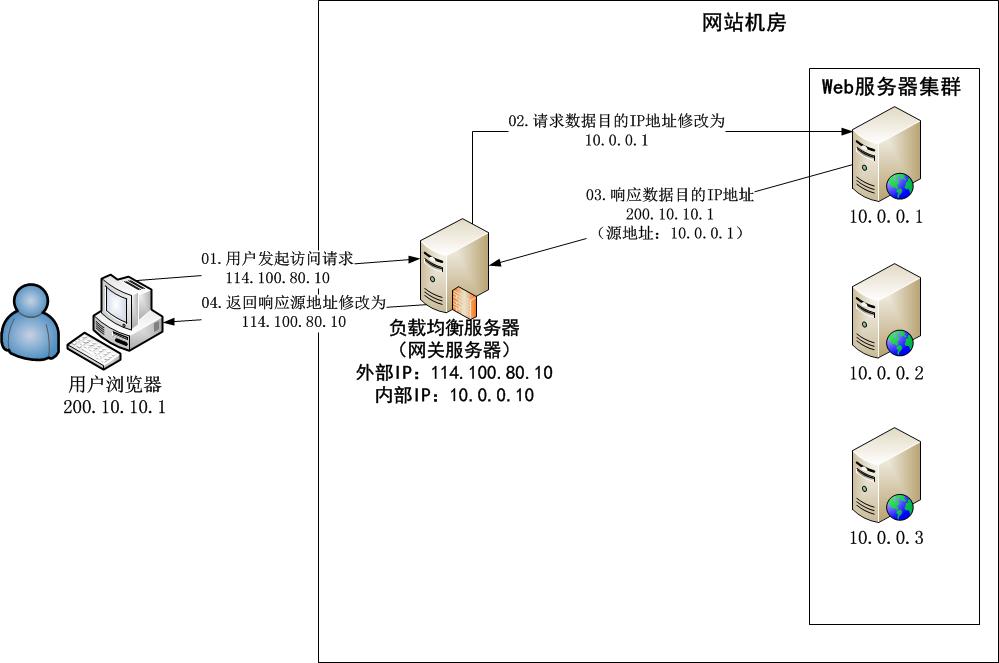 网站机房
Web服务器集群
02.请求数据目的IP地址修改为
10.0.0.1
03.响应数据目的IP地址
200.10.10.1
（源地址：10.0.0.1）
10.0.0.1
01.用户发起访问请求
114.100.80.10
04.返回响应源地址修改为
114.100.80.10
负载均衡服务器
（网关服务器）
外部IP：114.100.80.10
内部IP：10.0.0.10
用户浏览器
200.10.10.1
10.0.0.2
10.0.0.3